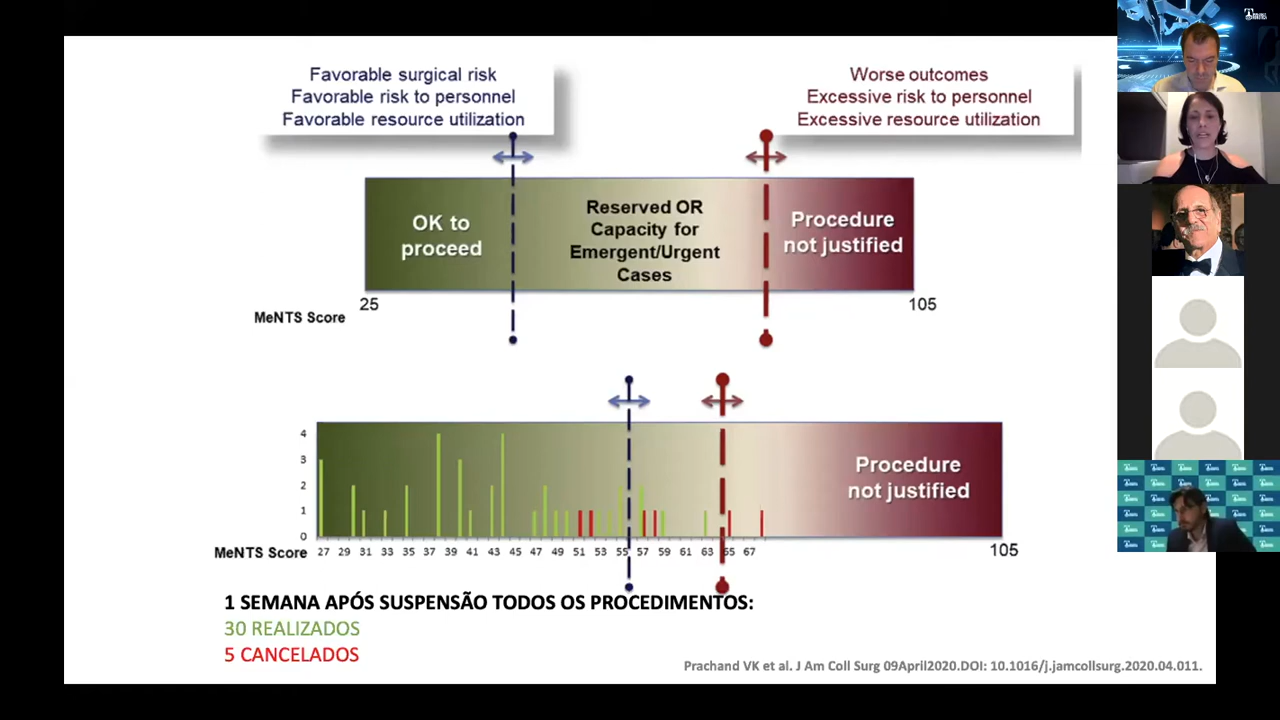 Favorable surgical risk
Favorable risk to personnel
Favorable resource utilization
Worse outcomes
Excessive risk to personnel
Excessive resource utilization
OK to
proceed
Reserved OR
Capacity for
Emergent/Urgent
Cases
Procedure
not justified
25
105
MeNTS Score
4
3
2
1
0
Procedure
not justified
MeNTS Score
27 29 31 33 35 37 39 41 43 45 47 49 51 53 55 57 59 61 63 65 67
105
1 SEMANA APÓS SUSPENSÃO TODOS OS PROCEDIMENTOS:
30 REALIZADOS
5 CANCELADOS
Prachand VK et al. J Am Coll Surg 09April2020.DOI: 10.1016/j.jamcollsurg.2020.04.011.